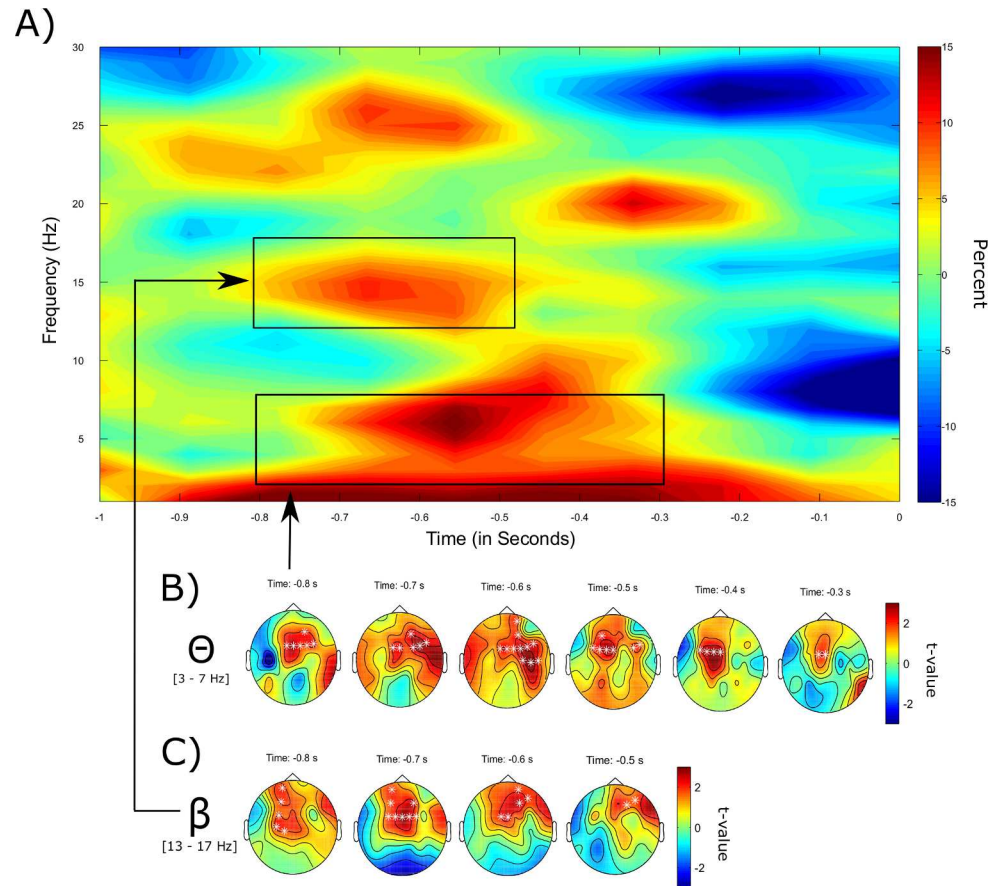 A)
30
25
20
15
10
5
Frequency (Hz)
-1 -0.9 -0.8 -0.7 -0.6 -0.5 -0.4 -0.3 -0.2 -0.1 0
Time (in Seconds)
15
10
5
0
-5
-10
-15
Percent
B)
Θ
[3 - 7 Hz]
Time: -0.8 s Time: -0.7 s Time: -0.6 s Time: -0.5 s Time: -0.4 s Time: -0.3 s
2
0
-2
t-value
C)
β
[13 - 17 Hz]
Time: -0.8 s Time: -0.7 s Time: -0.6 s Time: -0.5 s
2
0
-2
t-value